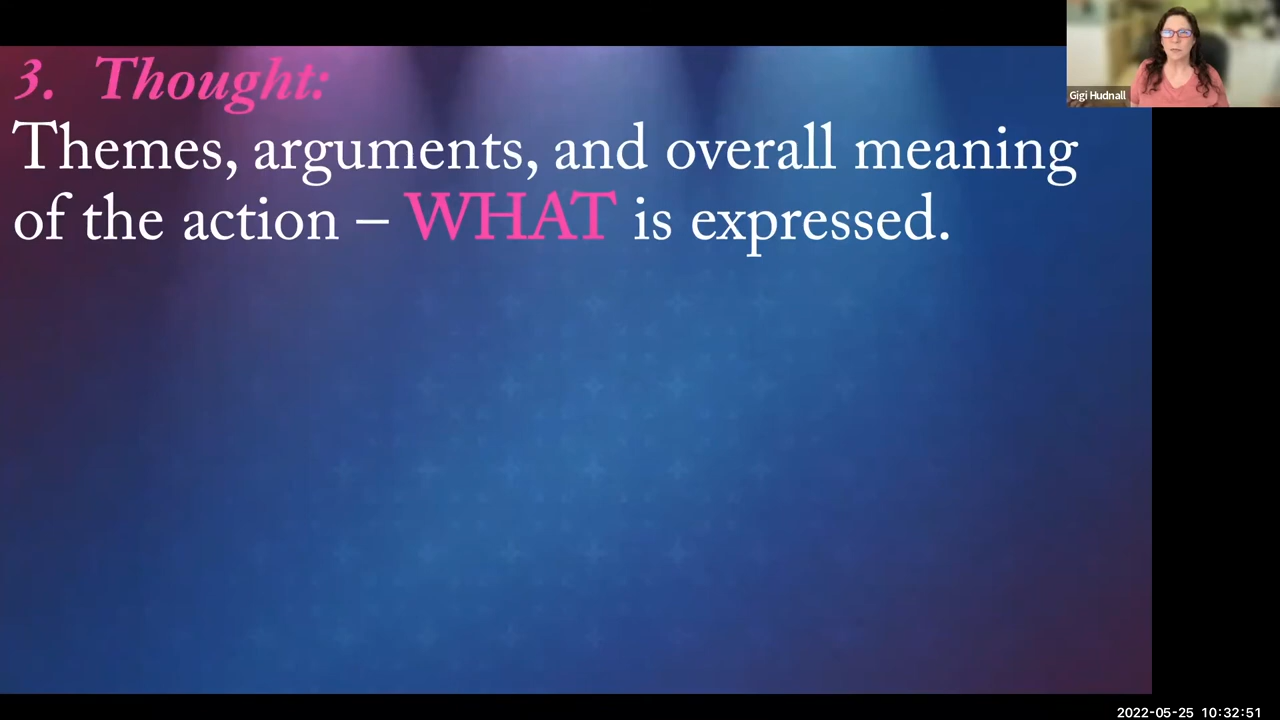 3. Thought:
Themes, arguments, and overall meaning
of the action – WHAT is expressed.
Gigi Hudnall
2022-05-25 10:32:51